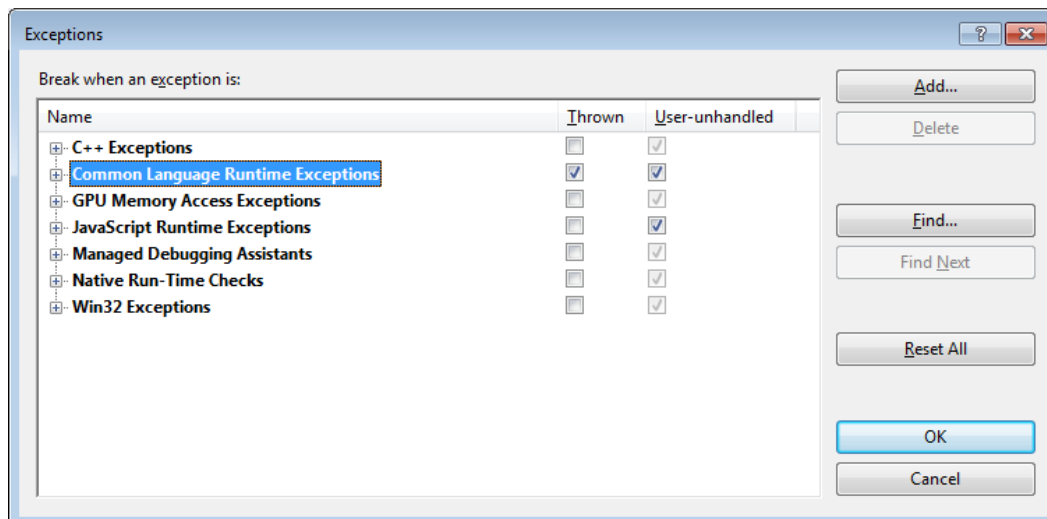 Exceptions
Break when an exception is:
Name Thrown User-unhandled
C++ Exceptions
Common Language Runtime Exceptions
GPU Memory Access Exceptions
JavaScript Runtime Exceptions
Managed Debugging Assistants
Native Run-Time Checks
Win32 Exceptions
Add...
Delete
Find...
Find Next
Reset All
OK
Cancel